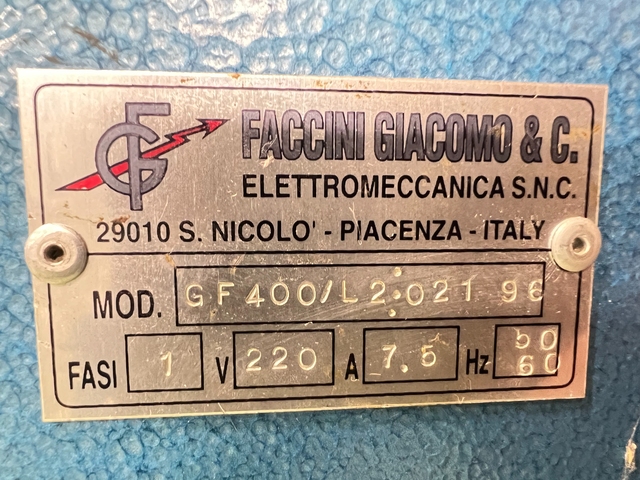 GF
FACCINI GIACOMO & C.
ELETTROMECCANICA S.N.C.
29010 S. NICOLO' - PIACENZA - ITALY
MOD. GF400/L2:021 96
FASI 1 V 220 A 7.5 Hz 50
60